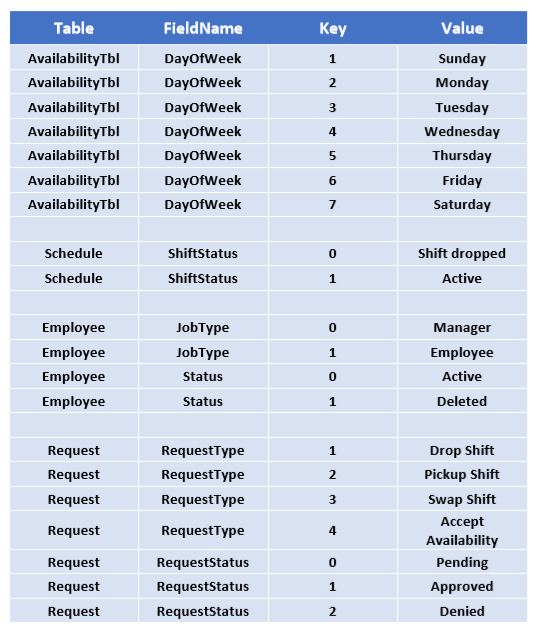 Table FieldName Key Value
AvailabilityTbl DayOfWeek 1 Sunday
AvailabilityTbl DayOfWeek 2 Monday
AvailabilityTbl DayOfWeek 3 Tuesday
AvailabilityTbl DayOfWeek 4 Wednesday
AvailabilityTbl DayOfWeek 5 Thursday
AvailabilityTbl DayOfWeek 6 Friday
AvailabilityTbl DayOfWeek 7 Saturday
Schedule ShiftStatus 0 Shift dropped
Schedule ShiftStatus 1 Active
Employee JobType 0 Manager
Employee JobType 1 Employee
Employee Status 0 Active
Employee Status 1 Deleted
Request RequestType 1 Drop Shift
Request RequestType 2 Pickup Shift
Request RequestType 3 Swap Shift
Request RequestType 4 Accept
Availability
Request RequestStatus 0 Pending
Request RequestStatus 1 Approved
Request RequestStatus 2 Denied